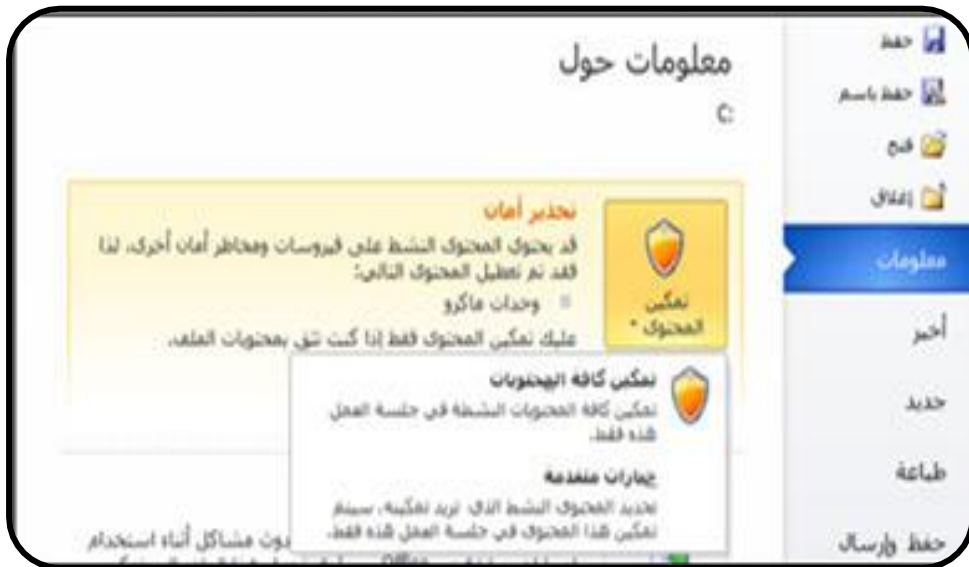 حفظ
حفظ باسم
فتح
إغلاق
معلومات
أخير
جديد
طباعة
حفظ وإرسال
معلومات حول
C:
تمكين
المحتوى
تحذير أمان
قد يحتوي المحتوى النشط على فيروسات ومخاطر أمان أخرى، لذا
فقد تم تعطيل المحتوى التالي:
وحدات ماكرو
عليك تمكين المحتوى فقط إذا كنت تثق بمحتويات الملف.
تمكين كافة المحتويات
تمكين كافة المحتويات النشطة في جلسة العمل
هذه فقط.
خيارات متقدمة
تحديد المحتوى النشط الذي تريد تمكينه. سيتم
تمكين هذا المحتوى في جلسة العمل هذه فقط.
مشاكل أثناء استخدام